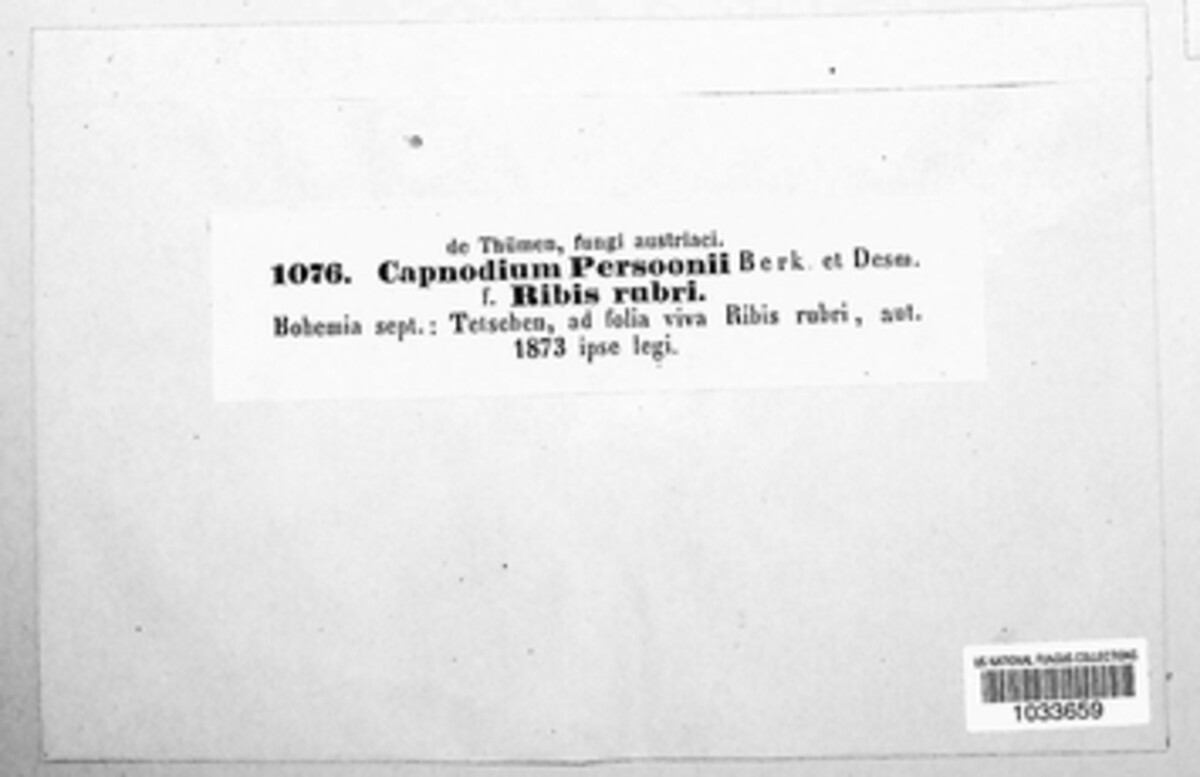 de Thümen, fungi austriaci.
1076. Capnodium Persoonii Berk. et Desm.
f. Ribis rubri.
Bohemia sept.: Tetschen, ad folia viva Ribis rubri, aut.
1873 ipse legi.
US NATIONAL FUNGUS COLLECTIONS
1033659